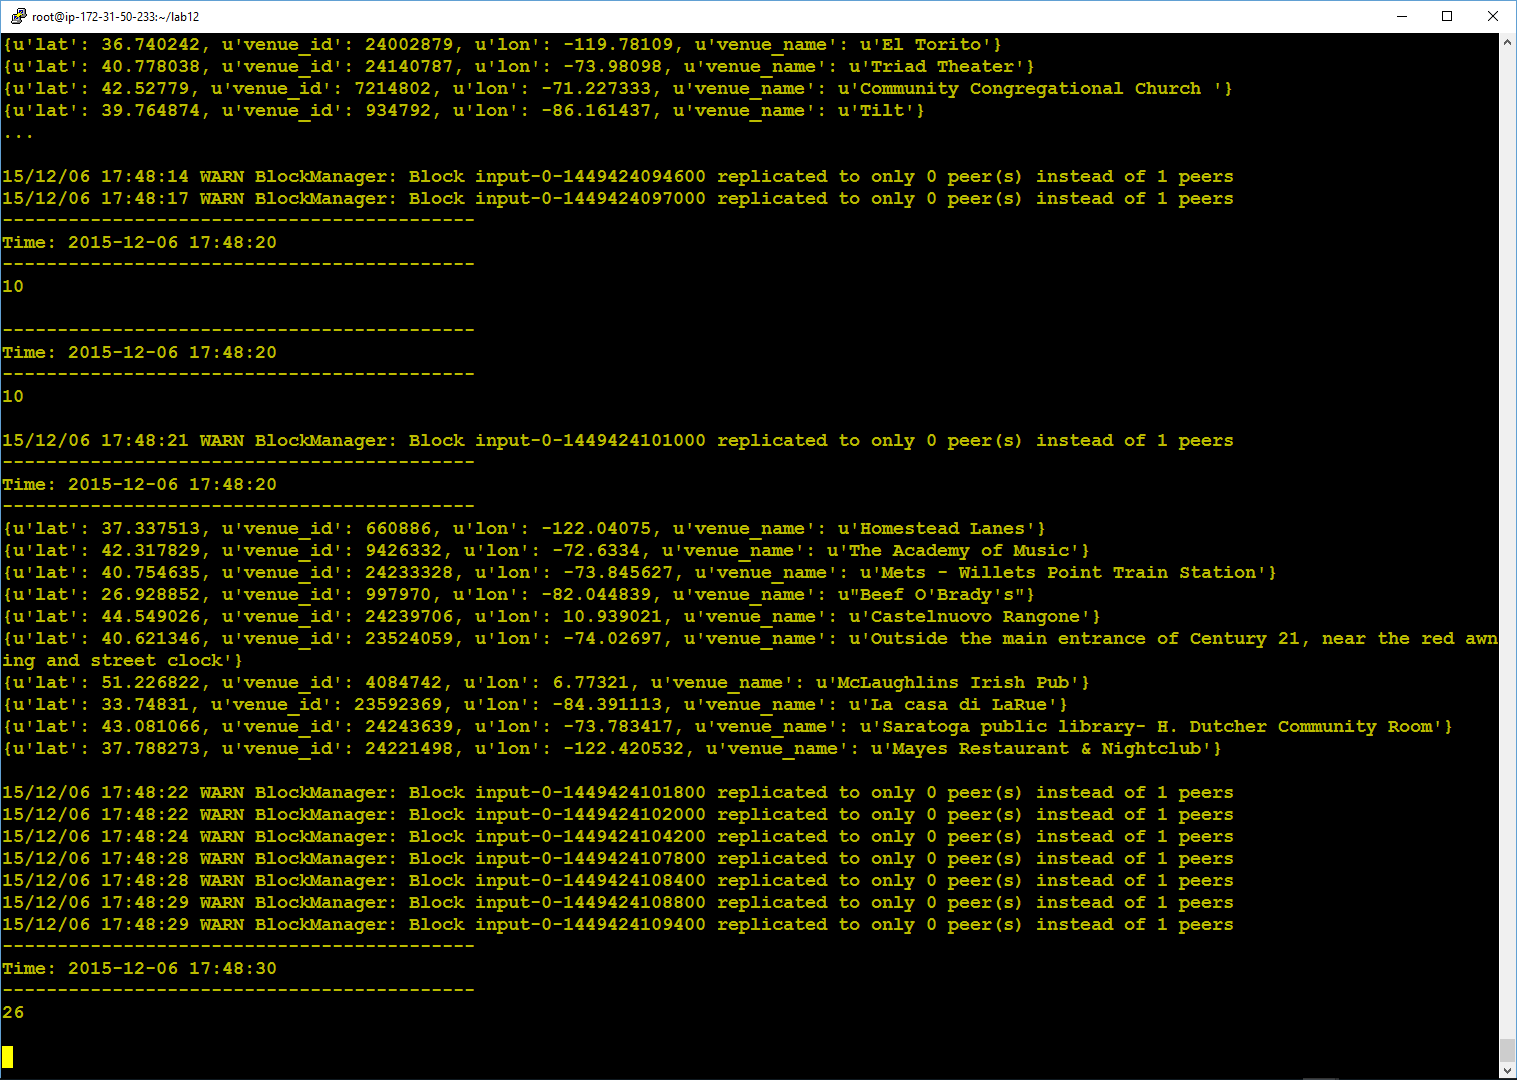 root@ip-172-31-50-233:~/lab12
{u'lat': 36.740242, u'venue_id': 24002879, u'lon': -119.78109, u'venue_name': u'El Torito'}
{u'lat': 40.778038, u'venue_id': 24140787, u'lon': -73.98098, u'venue_name': u'Triad Theater'}
{u'lat': 42.52779, u'venue_id': 7214802, u'lon': -71.227333, u'venue_name': u'Community Congregational Church '}
{u'lat': 39.764874, u'venue_id': 934792, u'lon': -86.161437, u'venue_name': u'Tilt'}
...
15/12/06 17:48:14 WARN BlockManager: Block input-0-1449424094600 replicated to only 0 peer(s) instead of 1 peers
15/12/06 17:48:17 WARN BlockManager: Block input-0-1449424097000 replicated to only 0 peer(s) instead of 1 peers
-------------------------------------------
Time: 2015-12-06 17:48:20
-------------------------------------------
10
-------------------------------------------
Time: 2015-12-06 17:48:20
-------------------------------------------
10
15/12/06 17:48:21 WARN BlockManager: Block input-0-1449424101000 replicated to only 0 peer(s) instead of 1 peers
-------------------------------------------
Time: 2015-12-06 17:48:20
-------------------------------------------
{u'lat': 37.337513, u'venue_id': 660886, u'lon': -122.04075, u'venue_name': u'Homestead Lanes'}
{u'lat': 42.317829, u'venue_id': 9426332, u'lon': -72.6334, u'venue_name': u'The Academy of Music'}
{u'lat': 40.754635, u'venue_id': 24233328, u'lon': -73.845627, u'venue_name': u'Mets - Willets Point Train Station'}
{u'lat': 26.928852, u'venue_id': 997970, u'lon': -82.044839, u'venue_name': u"Beef O'Brady's"}
{u'lat': 44.549026, u'venue_id': 24239706, u'lon': 10.939021, u'venue_name': u'Castelnuovo Rangone'}
{u'lat': 40.621346, u'venue_id': 23524059, u'lon': -74.02697, u'venue_name': u'Outside the main entrance of Century 21, near the red awn
ing and street clock'}
{u'lat': 51.226822, u'venue_id': 4084742, u'lon': 6.77321, u'venue_name': u'McLaughlins Irish Pub'}
{u'lat': 33.74831, u'venue_id': 23592369, u'lon': -84.391113, u'venue_name': u'La casa di LaRue'}
{u'lat': 43.081066, u'venue_id': 24243639, u'lon': -73.783417, u'venue_name': u'Saratoga public library- H. Dutcher Community Room'}
{u'lat': 37.788273, u'venue_id': 24221498, u'lon': -122.420532, u'venue_name': u'Mayes Restaurant & Nightclub'}
15/12/06 17:48:22 WARN BlockManager: Block input-0-1449424101800 replicated to only 0 peer(s) instead of 1 peers
15/12/06 17:48:22 WARN BlockManager: Block input-0-1449424102000 replicated to only 0 peer(s) instead of 1 peers
15/12/06 17:48:24 WARN BlockManager: Block input-0-1449424104200 replicated to only 0 peer(s) instead of 1 peers
15/12/06 17:48:28 WARN BlockManager: Block input-0-1449424107800 replicated to only 0 peer(s) instead of 1 peers
15/12/06 17:48:28 WARN BlockManager: Block input-0-1449424108400 replicated to only 0 peer(s) instead of 1 peers
15/12/06 17:48:29 WARN BlockManager: Block input-0-1449424108800 replicated to only 0 peer(s) instead of 1 peers
15/12/06 17:48:29 WARN BlockManager: Block input-0-1449424109400 replicated to only 0 peer(s) instead of 1 peers
-------------------------------------------
Time: 2015-12-06 17:48:30
-------------------------------------------
26